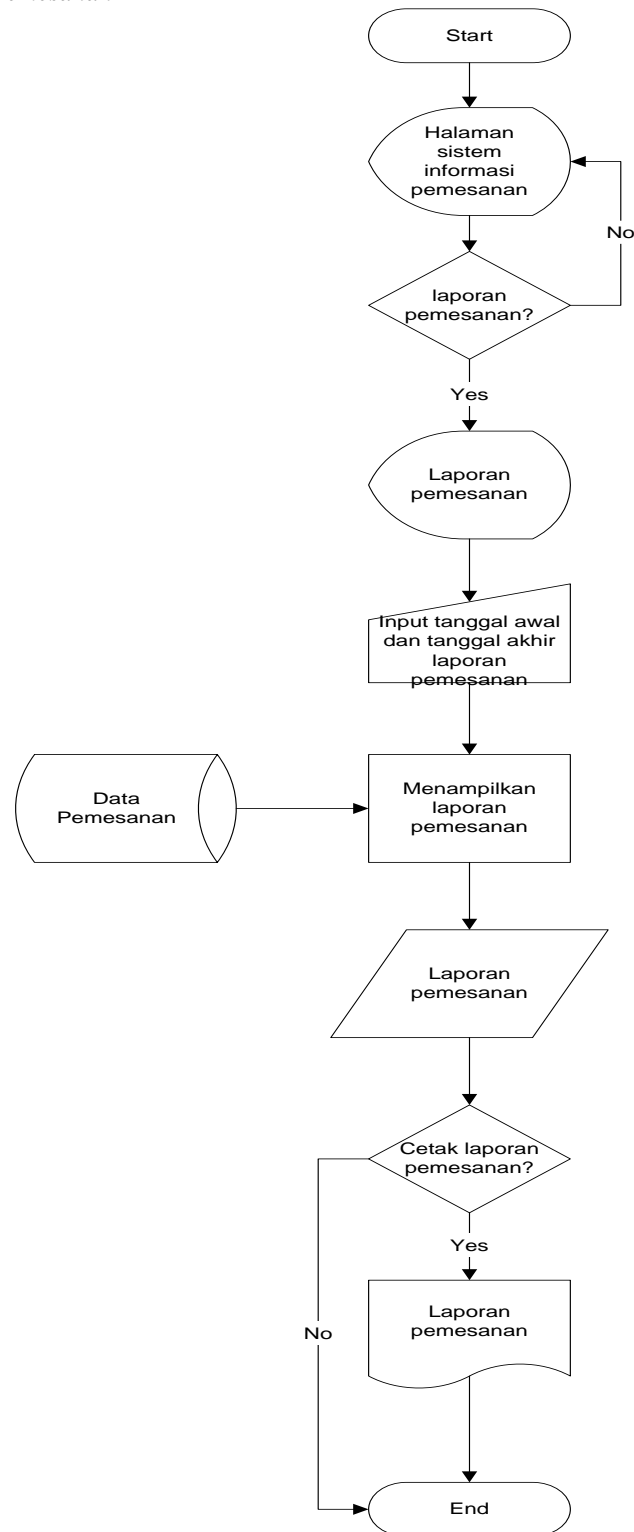 Start
Halaman
sistem
informasi
pemesanan
No
laporan
pemesanan?
Yes
Laporan
pemesanan
Input tanggal awal
dan tanggal akhir
laporan
pemesanan
Data
Pemesanan
Menampilkan
laporan
pemesanan
Laporan
pemesanan
Cetak laporan
pemesanan?
Yes
Laporan
pemesanan
No
End